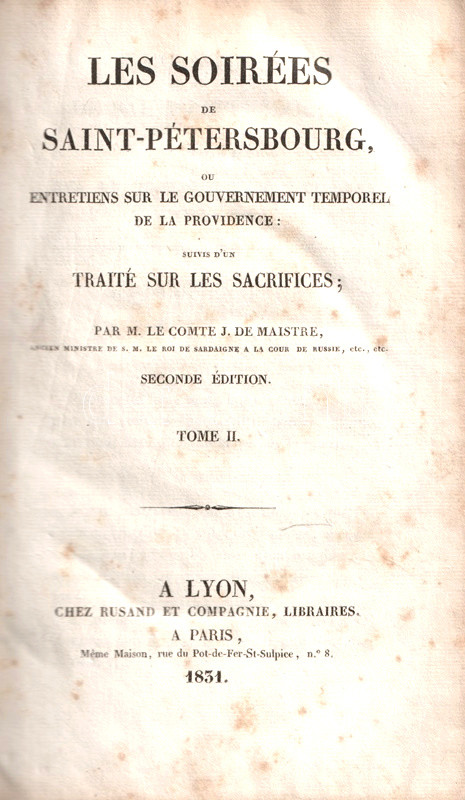 LES SOIRÉES
DE
SAINT-PÉTERSBOURG,
OU
ENTRETIENS SUR LE GOUVERNEMENT TEMPOREL
DE LA PROVIDENCE :
SUIVIS D'UN
TRAITÉ SUR LES SACRIFICES ;
PAR M. LE COMTE J. DE MAISTRE,
ANCIEN MINISTRE DE S. M. LE ROI DE SARDAIGNE A LA COUR DE RUSSIE, etc., etc.
SECONDE ÉDITION.
TOME II.
A LYON,
CHEZ RUSAND ET COMPAGNIE, LIBRAIRES.
A PARIS,
Même Maison, rue du Pot-de-Fer-St-Sulpice, n.º 8.
1831.